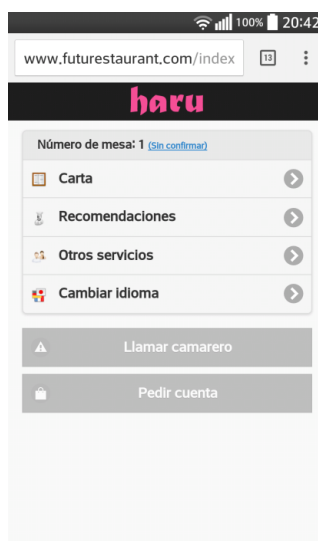 100% 20:42
www.futurestaurant.com/index 13
haru
Número de mesa: 1 (Sin confirmar)
Carta
Recomendaciones
Otros servicios
Cambiar idioma
Llamar camarero
Pedir cuenta